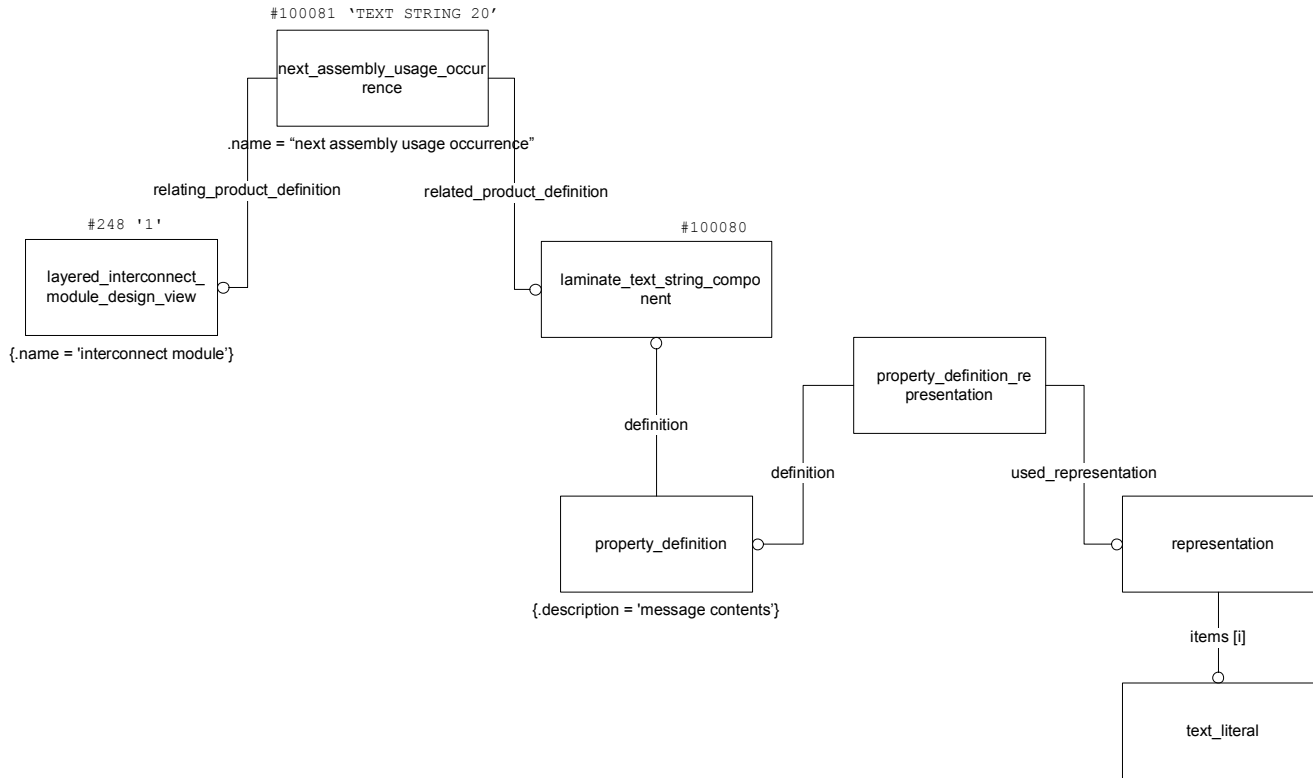 #100081 ‘TEXT STRING 20’
next_assembly_usage_occur
rence
.name = “next assembly usage occurrence”
relating_product_definition
related_product_definition
#248 '1'
#100080
layered_interconnect_
module_design_view
laminate_text_string_compo
nent
{.name = 'interconnect module’}
property_definition_re
presentation
definition
definition
used_representation
property_definition
representation
{.description = 'message contents’}
items [i]
text_literal